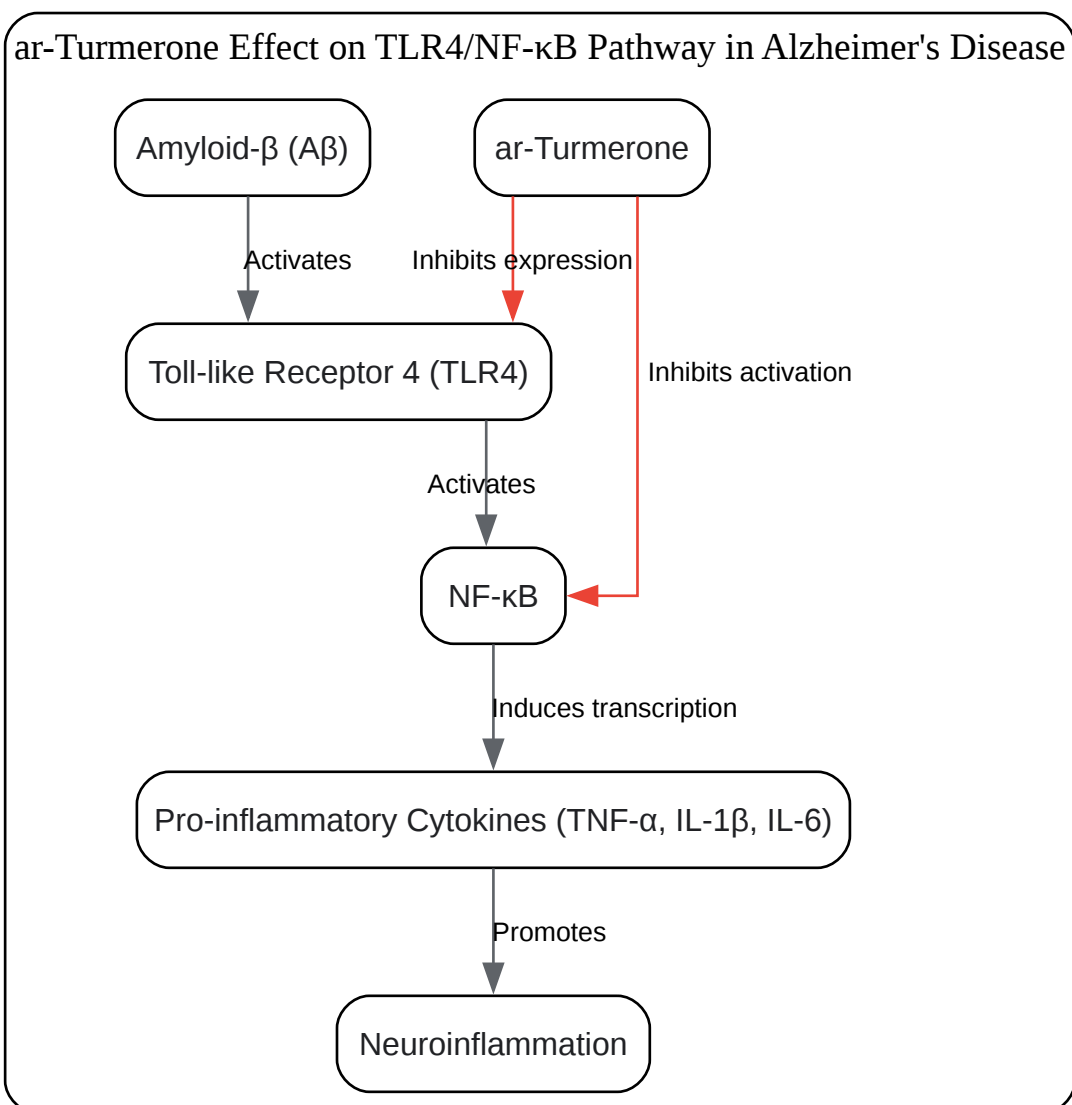 ar-Turmerone Effect on TLR4/NF-κB Pathway in Alzheimer's Disease
Amyloid-β (Aβ)
ar-Turmerone
Activates
Inhibits expression
Toll-like Receptor 4 (TLR4)
Inhibits activation
Activates
NF-κB
Induces transcription
Pro-inflammatory Cytokines (TNF-α, IL-1β, IL-6)
Promotes
Neuroinflammation